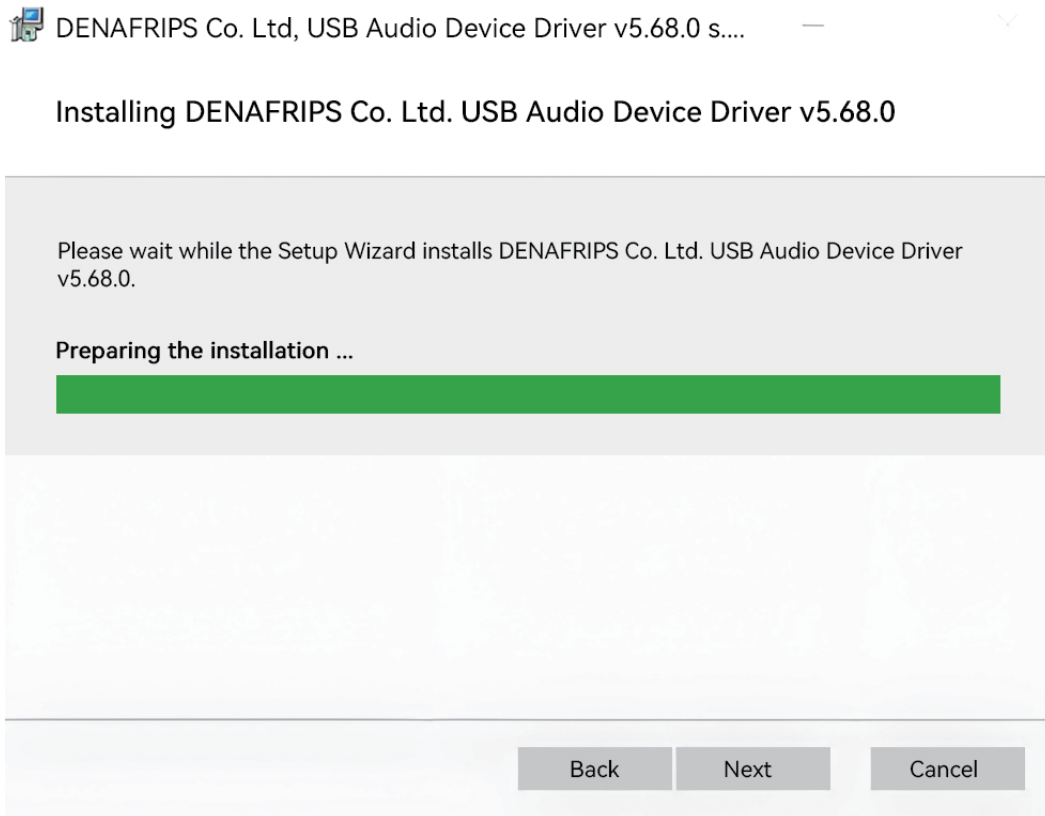 DENAFRIPS Co. Ltd, USB Audio Device Driver v5.68.0 s....
Installing DENAFRIPS Co. Ltd. USB Audio Device Driver v5.68.0
Please wait while the Setup Wizard installs DENAFRIPS Co. Ltd. USB Audio Device Driver
v5.68.0.
Preparing the installation ...
Back Next Cancel